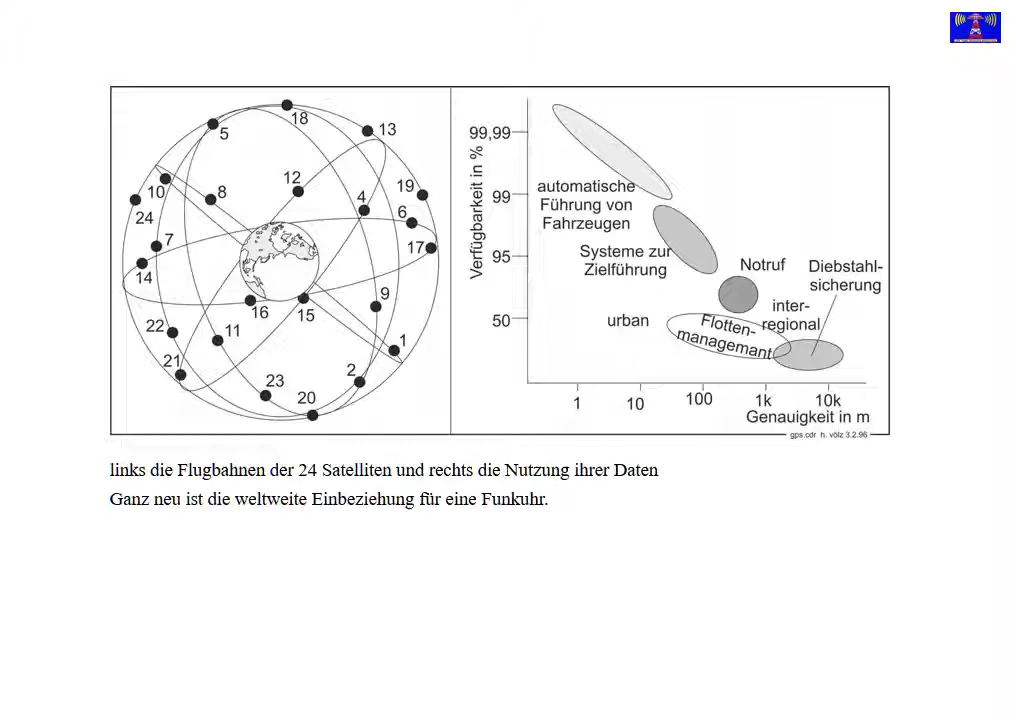 18
5
13
12
10
8
19
4
24
6
7
17
14
9
16
15
22
11
1
21
2
23
20
Verfügbarkeit in %
99,99
99
95
50
automatische
Führung von
Fahrzeugen
Systeme zur
Zielführung
Notruf
Diebstahl-
sicherung
inter-
regional
urban
Flotten-
managemant
1
10
100
1k
10k
Genauigkeit in m
gps.cdr h. völz 3.2.96
links die Flugbahnen der 24 Satelliten und rechts die Nutzung ihrer Daten
Ganz neu ist die weltweite Einbeziehung für eine Funkuhr.